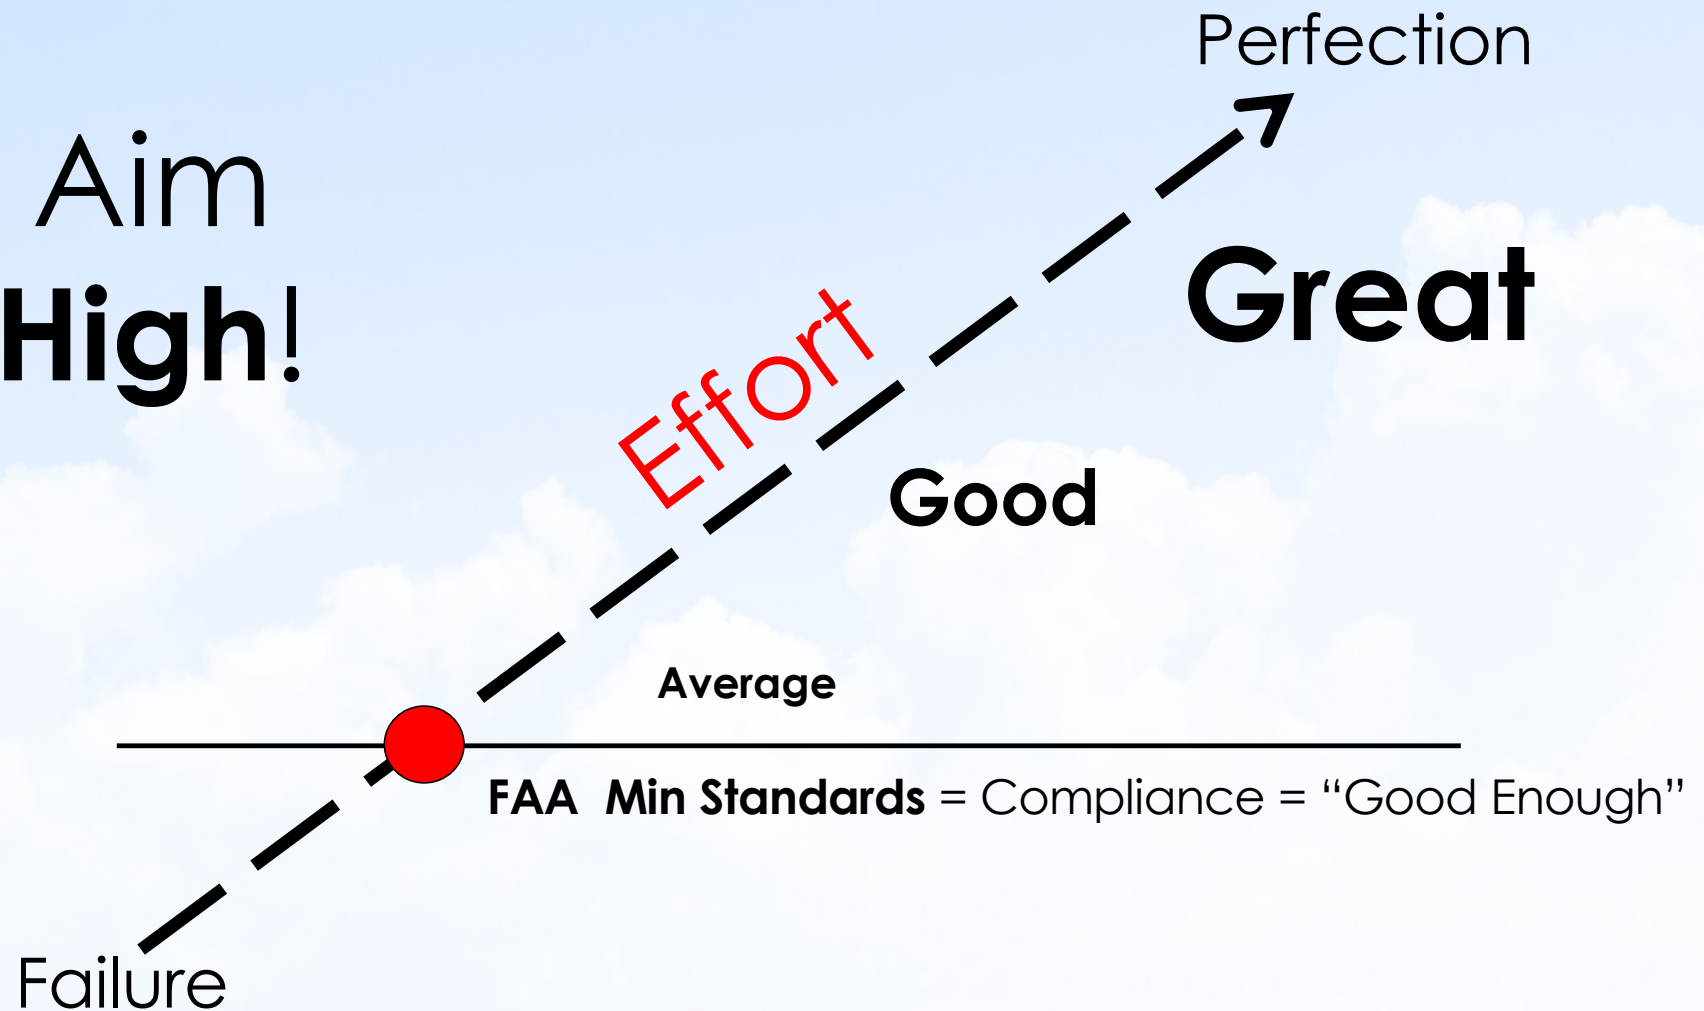 Perfection
Aim
High!
Great
Effort
Good
Average
FAA Min Standards = Compliance = “Good Enough”
Failure